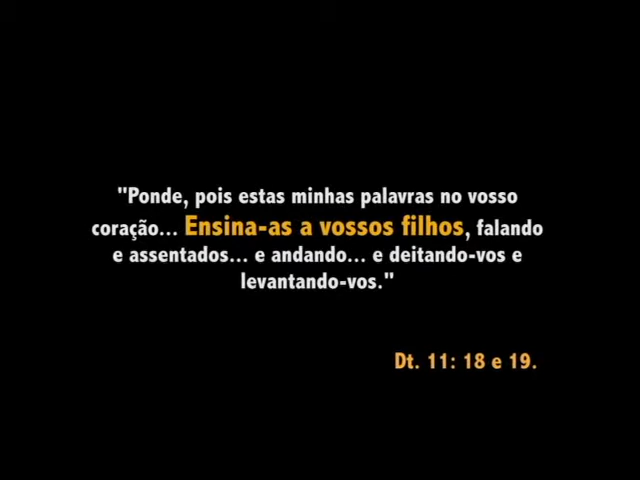 "Ponde, pois estas minhas palavras no vosso
coração... Ensina-as a vossos filhos, falando
e assentados... e andando... e deitando-vos e
levantando-vos."
Dt. 11: 18 e 19.